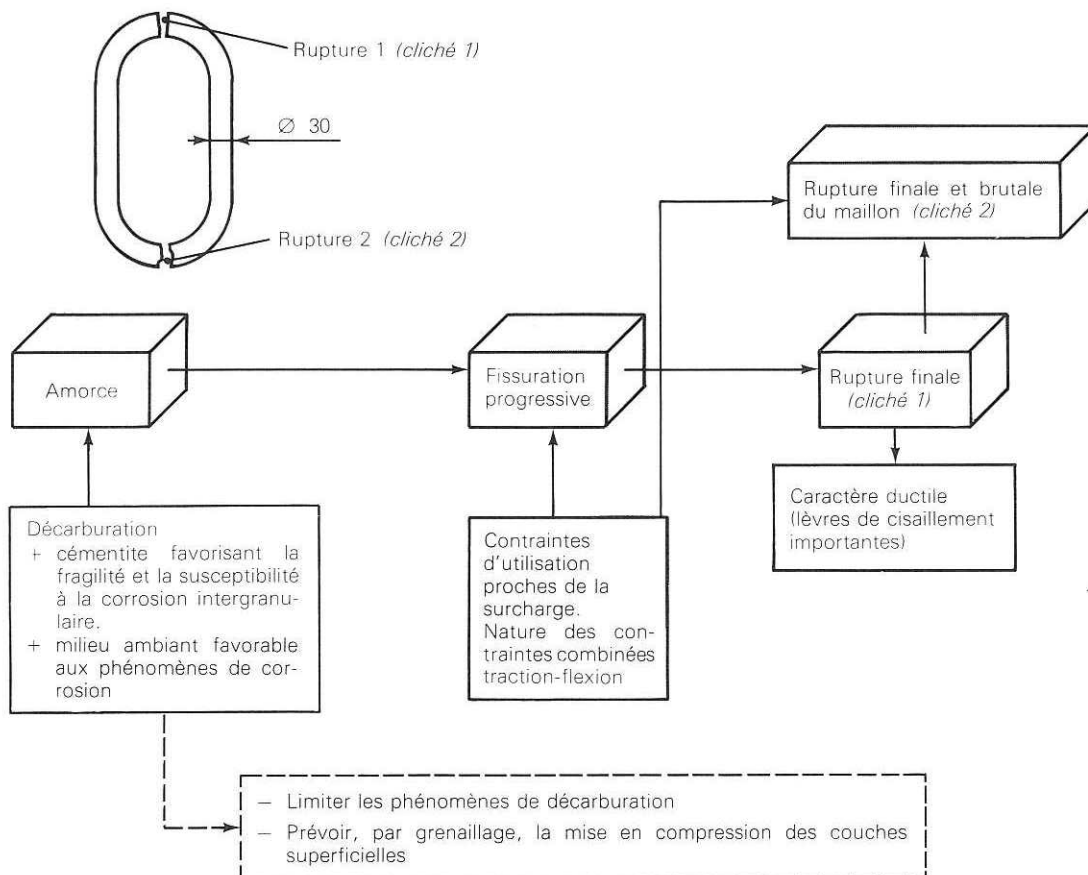 Rupture 1 (cliché 1)
∅ 30
Rupture 2 (cliché 2)
Rupture finale et brutale
du maillon (cliché 2)
Amorce
Fissuration
progressive
Rupture finale
(cliché 1)
Décarburation
+ cémentite favorisant la
fragilité et la susceptibilité
à la corrosion intergranu-
laire.
+ milieu ambiant favorable
aux phénomènes de cor-
rosion
Contraintes
d'utilisation
proches de la
surcharge.
Nature des con-
traintes combinées
traction-flexion
Caractère ductile
(lèvres de cisaillement
importantes)
— Limiter les phénomènes de décarburation
— Prévoir, par grenaillage, la mise en compression des couches
superficielles